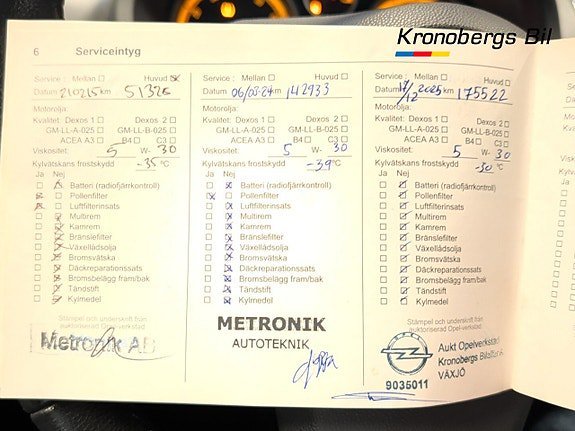 Kronobergs Bil
6 Serviceintyg
Service : Mellan Huvud
Datum 210215 km 51326
Motorolja:
Kvalitet: Dexos 1 Dexos 2
GM-LL-A-025 GM-LL-B-025
ACEA A3 B4 C3
Viskositet: 5 W- 30
Kylvätskans frostskydd -35 °C
Ja Nej
Batteri (radiofjärrkontroll)
Pollenfilter
Luftfilterinsats
Multirem
Kamrem
Bränslefilter
Växellådsolja
Bromsvätska
Däckreparationssats
Bromsbelägg fram/bak
Tändstift
Kylmedel
Stämpel och underskrift från
auktoriserad Opel-verkstad
Metronik AB
Service : Mellan Huvud
Datum 06/03-24 km 142933
Motorolja:
Kvalitet: Dexos 1 Dexos 2
GM-LL-A-025 GM-LL-B-025
ACEA A3 B4 C3
Viskositet: 5 W- 30
Kylvätskans frostskydd -39 °C
Ja Nej
Batteri (radiofjärrkontroll)
Pollenfilter
Luftfilterinsats
Multirem
Kamrem
Bränslefilter
Växellådsolja
Bromsvätska
Däckreparationssats
Bromsbelägg fram/bak
Tändstift
Kylmedel
METRONIK
AUTOTEKNIK
Service : Mellan Huvud
Datum 17/12 2025 km 175522
Motorolja:
Kvalitet: Dexos 1 Dexos 2
GM-LL-A-025 GM-LL-B-025
ACEA A3 B4 C3
Viskositet: 5 W- 30
Kylvätskans frostskydd -30 °C
Ja Nej
Batteri (radiofjärrkontroll)
Pollenfilter
Luftfilterinsats
Multirem
Kamrem
Bränslefilter
Växellådsolja
Bromsvätska
Däckreparationssats
Bromsbelägg fram/bak
Tändstift
Kylmedel
Stämpel och underskrift från
auktoriserad Opel-verkstad
Aukt Opelverkstad
Kronobergs
VÄXJÖ
9035011